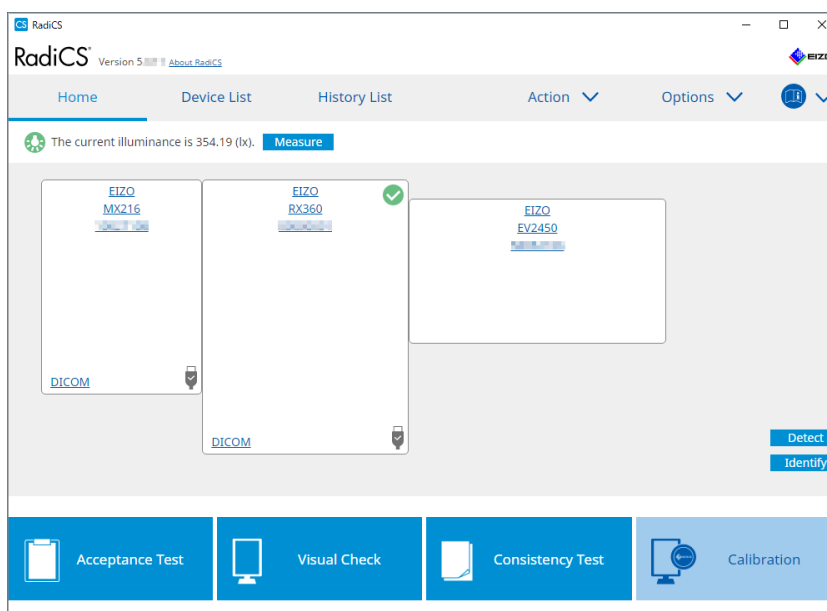 CS RadiCS
RadiCS Version 5. About RadiCS
EIZO
Home Device List History List Action Options
The current illuminance is 354.19 (lx). Measure
EIZO
MX216
DICOM
EIZO
RX360
DICOM
EIZO
EV2450
Detect
Identify
Acceptance Test Visual Check Consistency Test Calibration